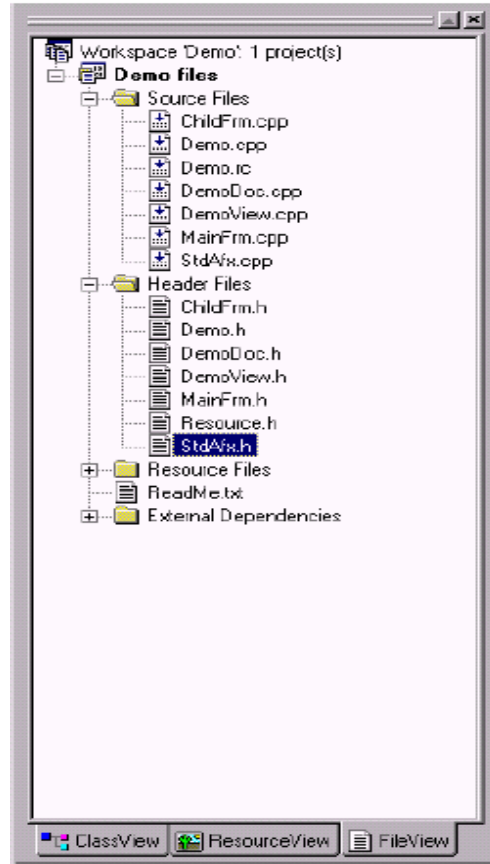 Workspace 'Demo': 1 project(s)
Demo files
Source Files
ChildFrm.cpp
Demo.cpp
Demo.rc
DemoDoc.cpp
DemoView.cpp
MainFrm.cpp
StdAfx.cpp
Header Files
ChildFrm.h
Demo.h
DemoDoc.h
DemoView.h
MainFrm.h
Resource.h
StdAfx.h
Resource Files
ReadMe.txt
External Dependencies
ClassView ResourceView FileView